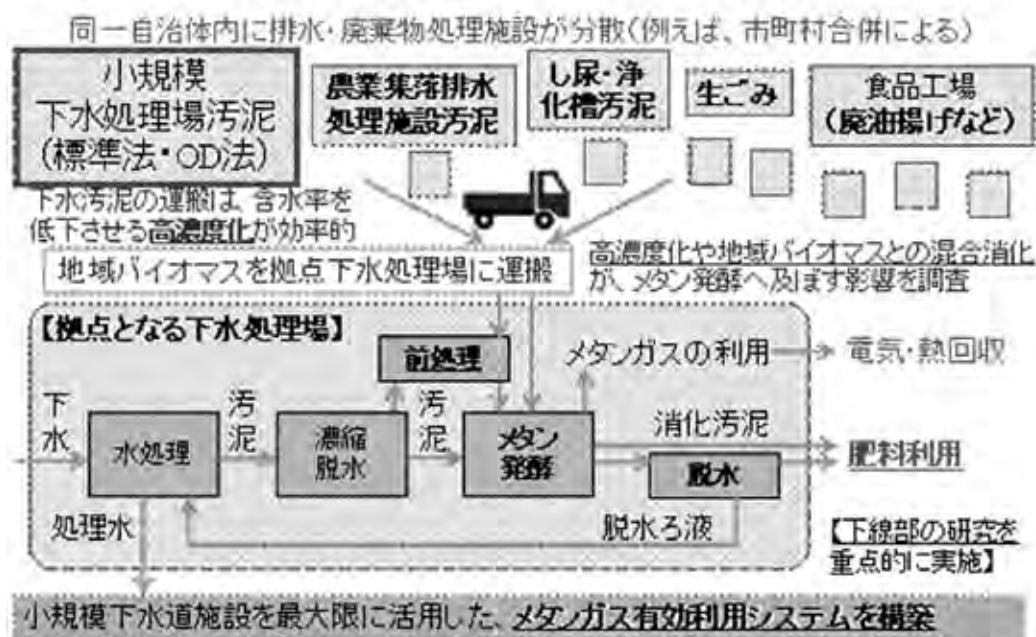 同一自治体内に排水・廃棄物処理施設が分散(例えば、市町村合併による)
小規模
下水処理場汚泥
(標準法・OD法)
農業集落排水
処理施設汚泥
し尿・浄
化槽汚泥
生ごみ
食品工場
(廃油揚げなど)
下水汚泥の運搬は、含水率を
低下させる高濃度化が効率的
地域バイオマスを拠点下水処理場に運搬
高濃度化や地域バイオマスとの混合消化
が、メタン発酵へ及ぼす影響を調査
【拠点となる下水処理場】
前処理
メタンガスの利用
電気・熱回収
下
水
水処理
汚
泥
濃縮
脱水
汚
泥
メタン
発酵
消化汚泥
脱水
肥料利用
処理水
脱水ろ液
【下線部の研究を
重点的に実施】
小規模下水道施設を最大限に活用した、メタンガス有効利用システムを構築